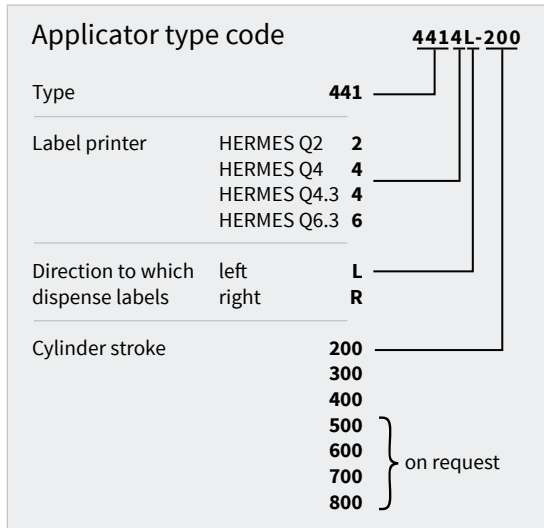 Applicator type code 4414L-200
Type 441
Label printer HERMES Q2 2
HERMES Q4 4
HERMES Q4.3 4
HERMES Q6.3 6
Direction to which left L
dispense labels right R
Cylinder stroke 200
300
400
500
600
on request
700
800